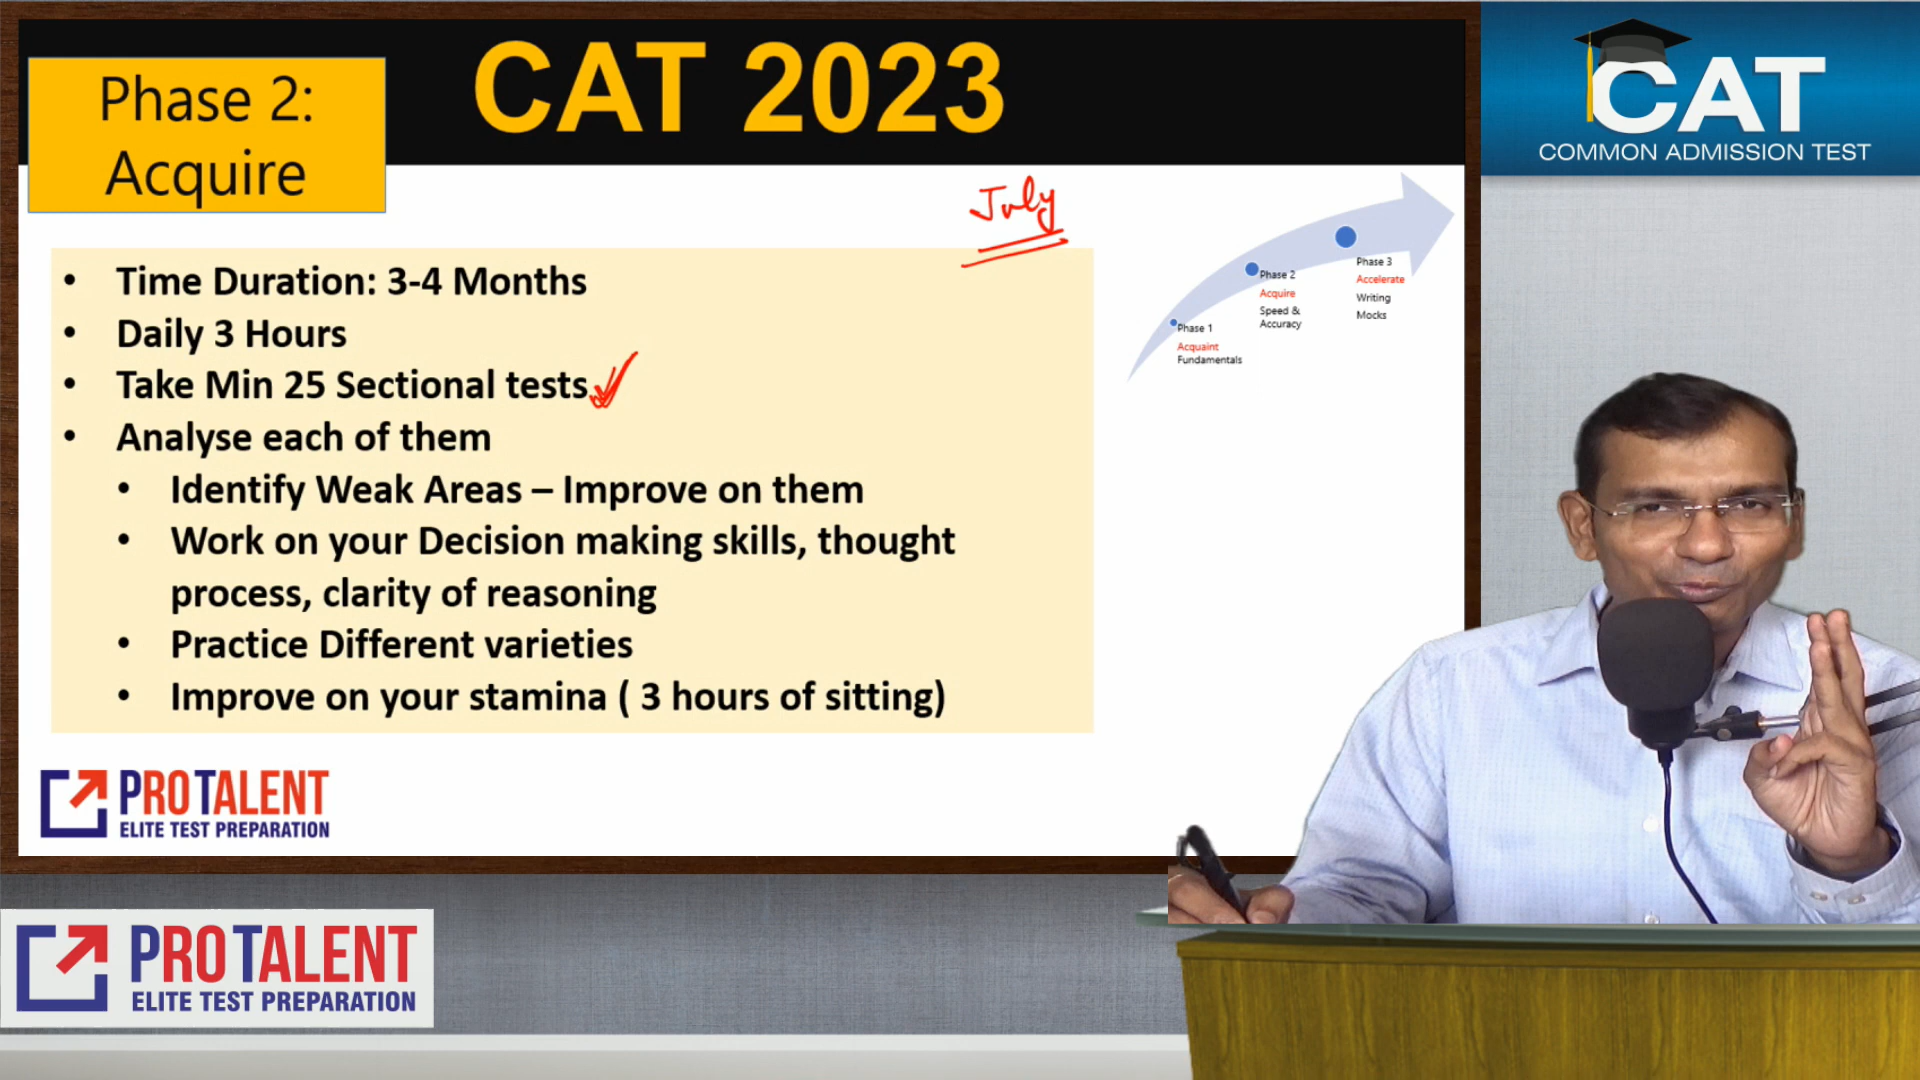 Phase 2:
Acquire
CAT 2023
CAT
COMMON ADMISSION TEST
July
• Time Duration: 3-4 Months
• Daily 3 Hours
• Take Min 25 Sectional tests
• Analyse each of them
• Identify Weak Areas – Improve on them
• Work on your Decision making skills, thought
process, clarity of reasoning
• Practice Different varieties
• Improve on your stamina ( 3 hours of sitting)
Phase 1
Acquaint
Fundamentals
Phase 2
Acquire
Speed &
Accuracy
Phase 3
Accelerate
Writing
Mocks
PROTALENT
ELITE TEST PREPARATION
PROTALENT
ELITE TEST PREPARATION